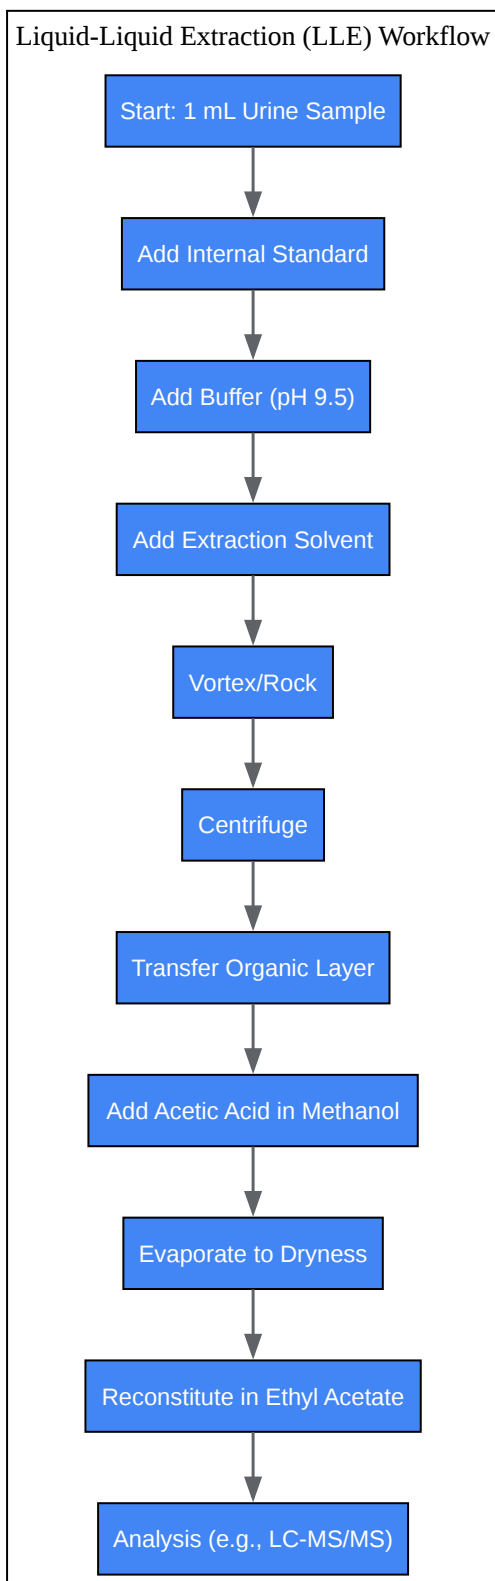 Liquid-Liquid Extraction (LLE) Workflow
Start: 1 mL Urine Sample
Add Internal Standard
Add Buffer (pH 9.5)
Add Extraction Solvent
Vortex/Rock
Centrifuge
Transfer Organic Layer
Add Acetic Acid in Methanol
Evaporate to Dryness
Reconstitute in Ethyl Acetate
Analysis (e.g., LC-MS/MS)